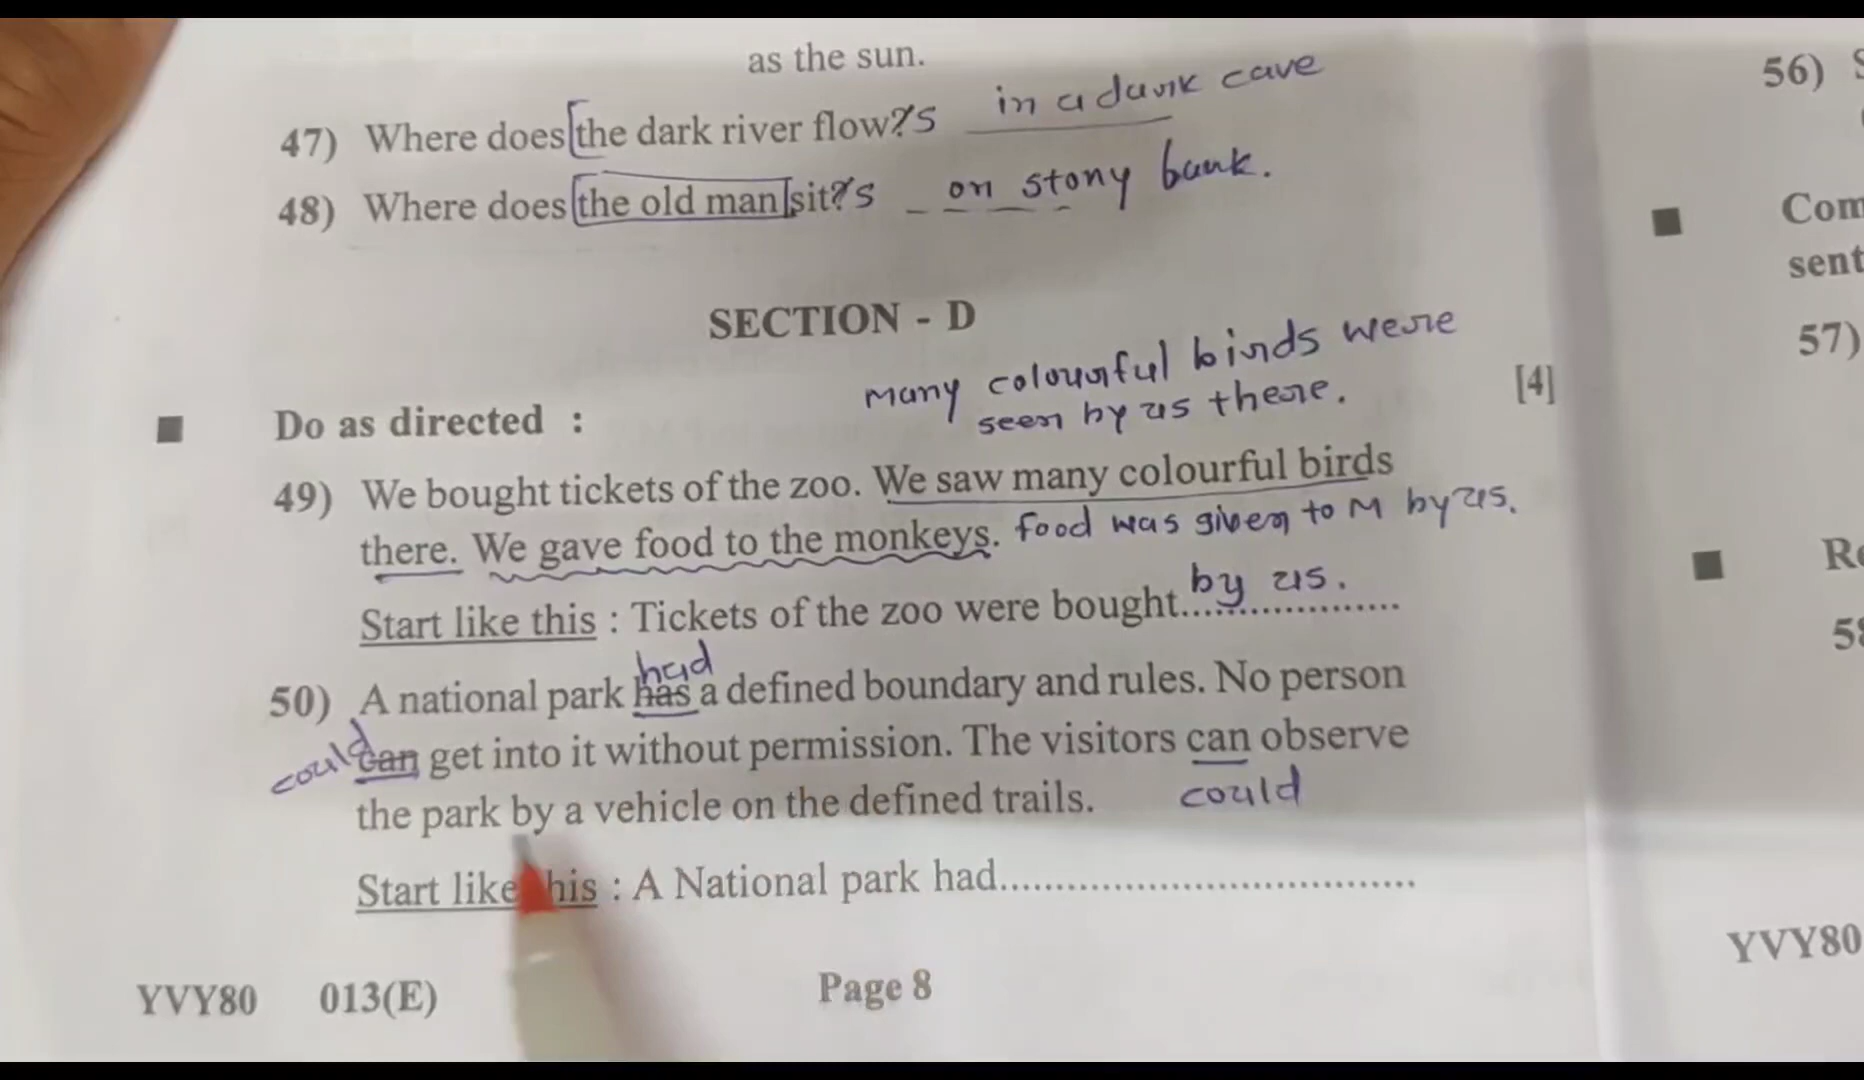 as the sun.
47) Where does the dark river flow?s in a dark cave
48) Where does the old man sit?s on stony bank.
SECTION - D
many colourful birds were
seen by us there.
■ Do as directed : [4]
49) We bought tickets of the zoo. We saw many colourful birds
there. We gave food to the monkeys. food was given to M by us.
Start like this : Tickets of the zoo were bought.................... by us.
had
50) A national park has a defined boundary and rules. No person
could can get into it without permission. The visitors can observe
the park by a vehicle on the defined trails. could
Start like this : A National park had......................................
YVY80 013(E) Page 8
56) S
■ Com
sent
57)
■ Re
58
YVY80